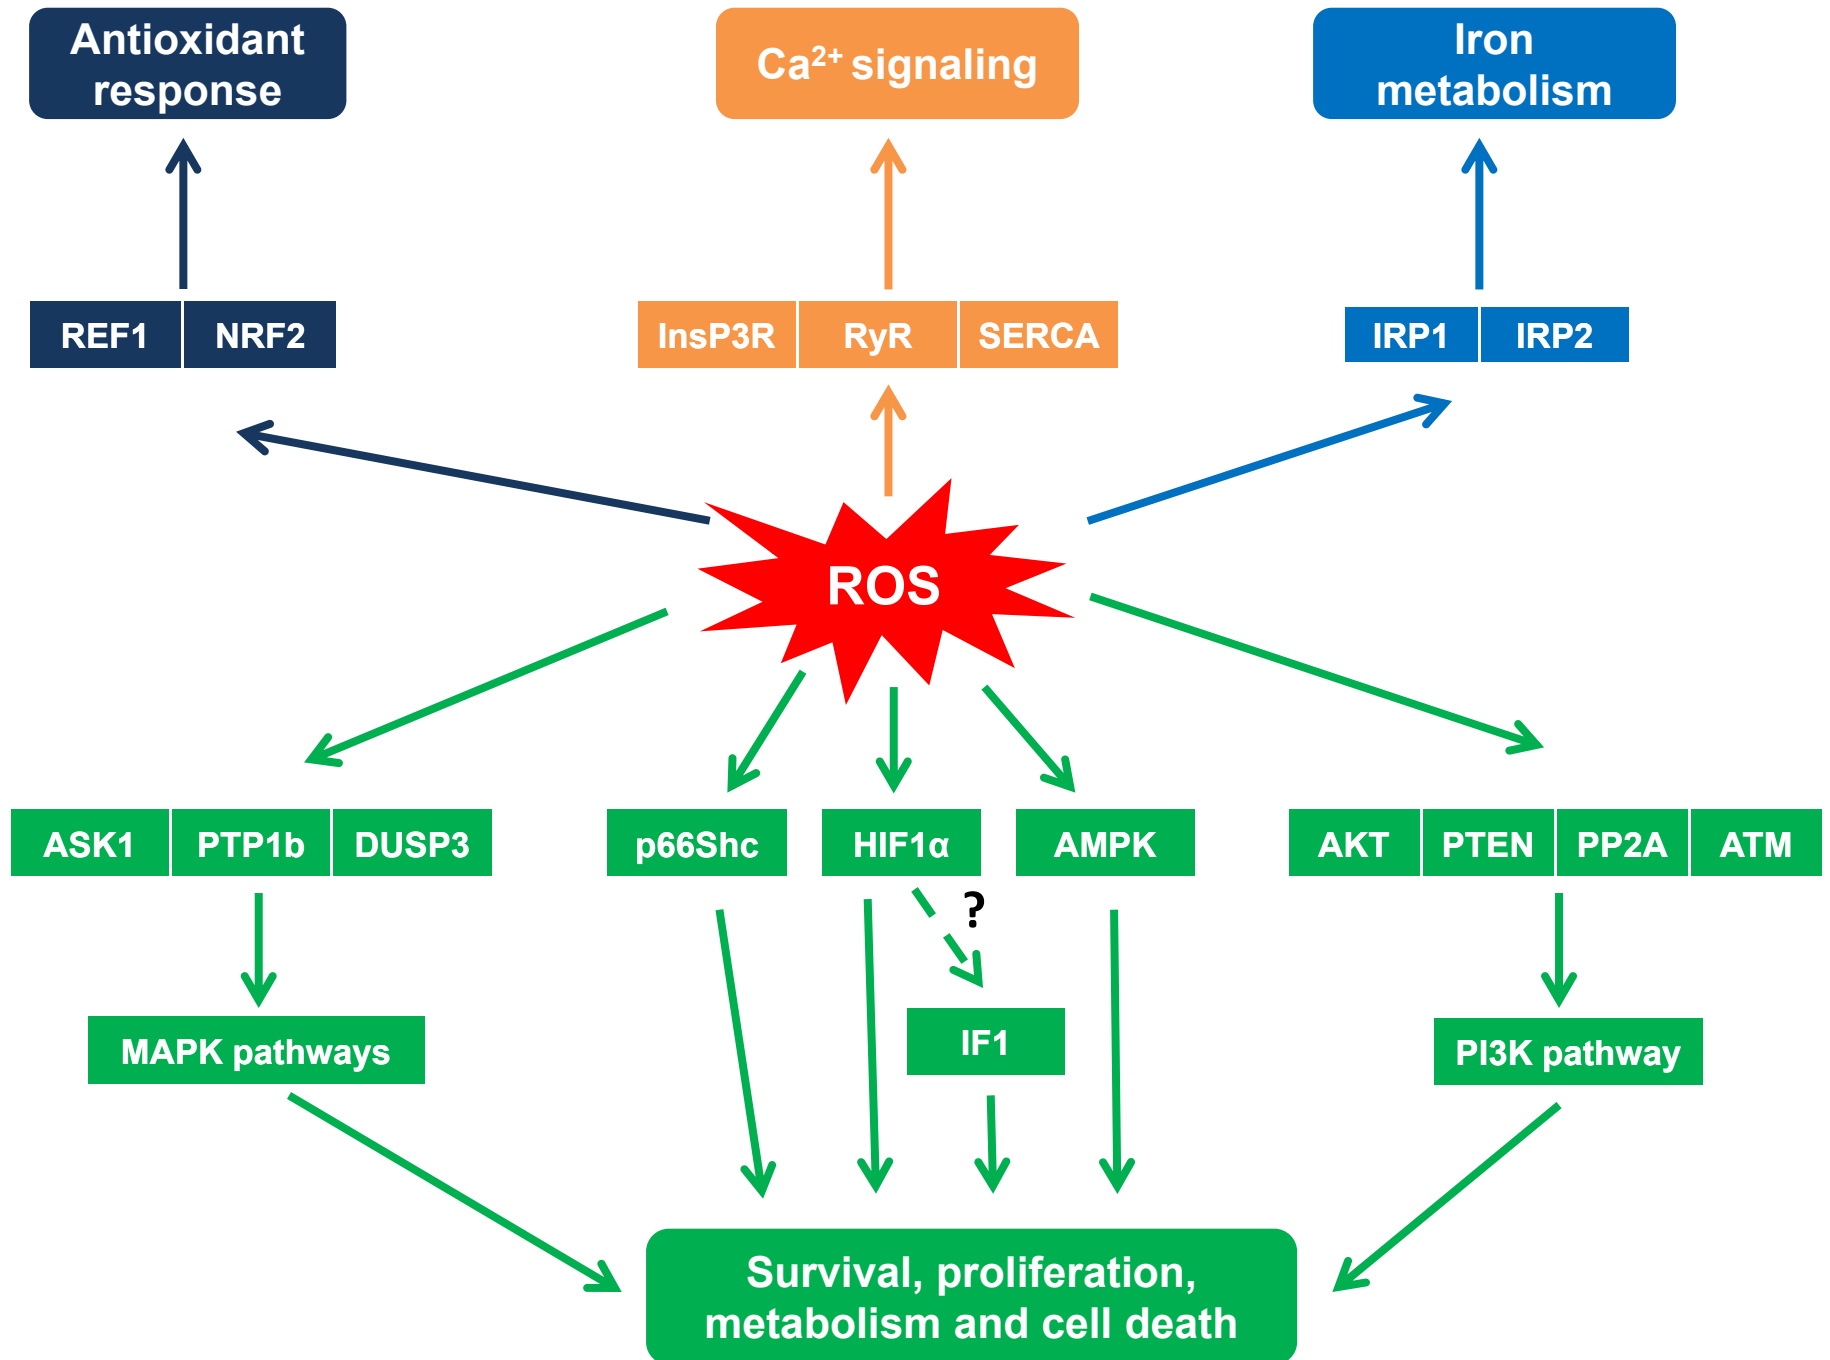 Antioxidant
response
Ca²⁺ signaling
Iron
metabolism
REF1
NRF2
InsP3R
RyR
SERCA
IRP1
IRP2
ROS
ASK1
PTP1b
DUSP3
p66Shc
HIF1α
AMPK
AKT
PTEN
PP2A
ATM
?
MAPK pathways
IF1
PI3K pathway
Survival, proliferation,
metabolism and cell death